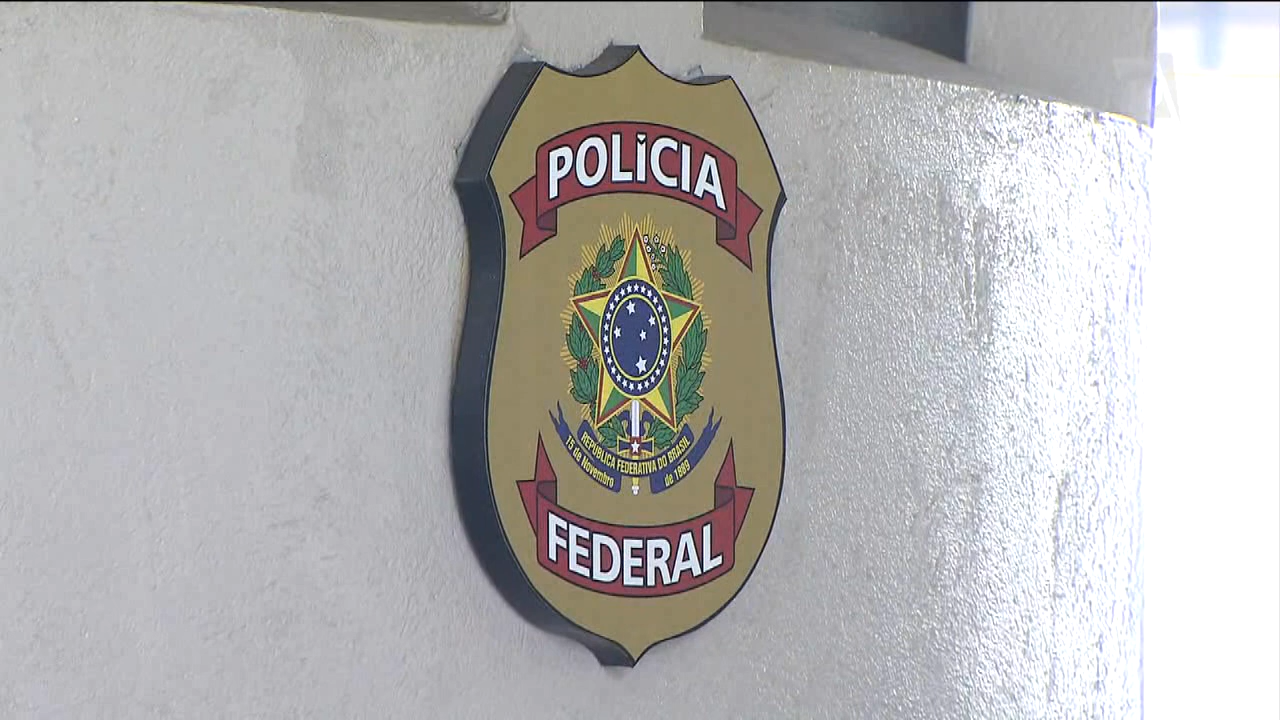 POLÍCIA
REPÚBLICA FEDERATIVA DO BRASIL
15 de Novembro de 1889
FEDERAL